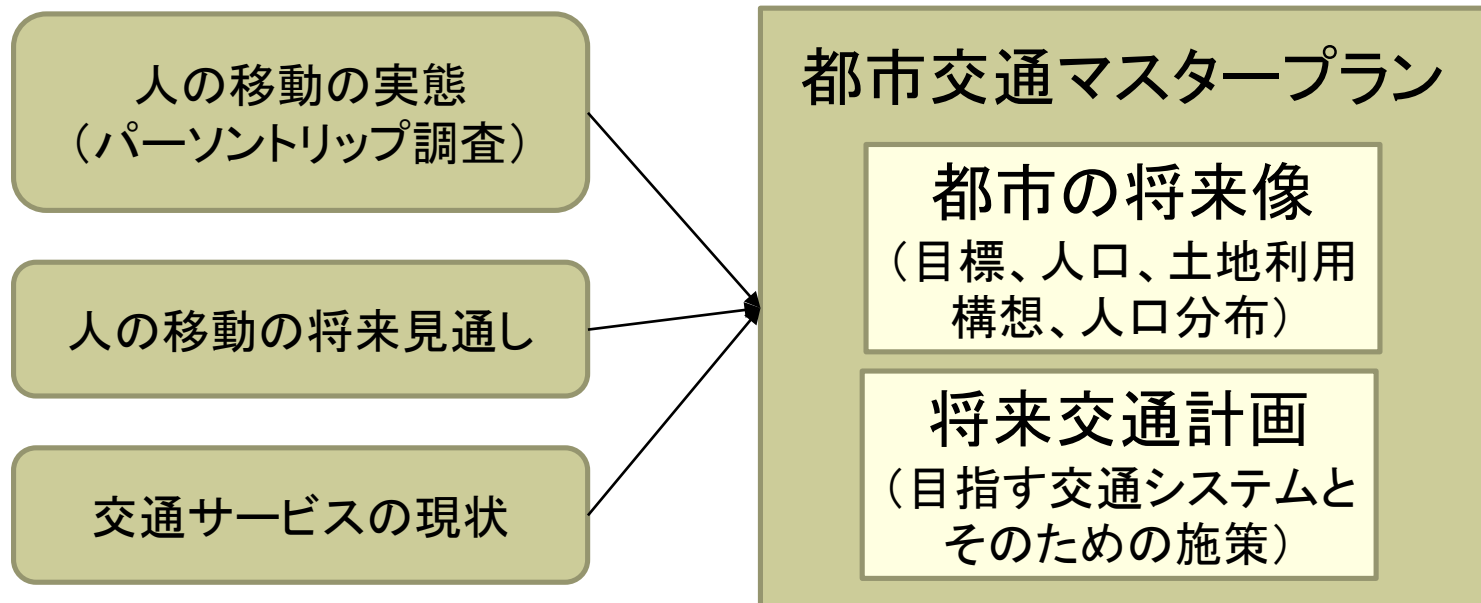 人の移動の実態
（パーソントリップ調査）
人の移動の将来見通し
交通サービスの現状
都市交通マスタープラン
都市の将来像
（目標、人口、土地利用
構想、人口分布）
将来交通計画
（目指す交通システムと
そのための施策）